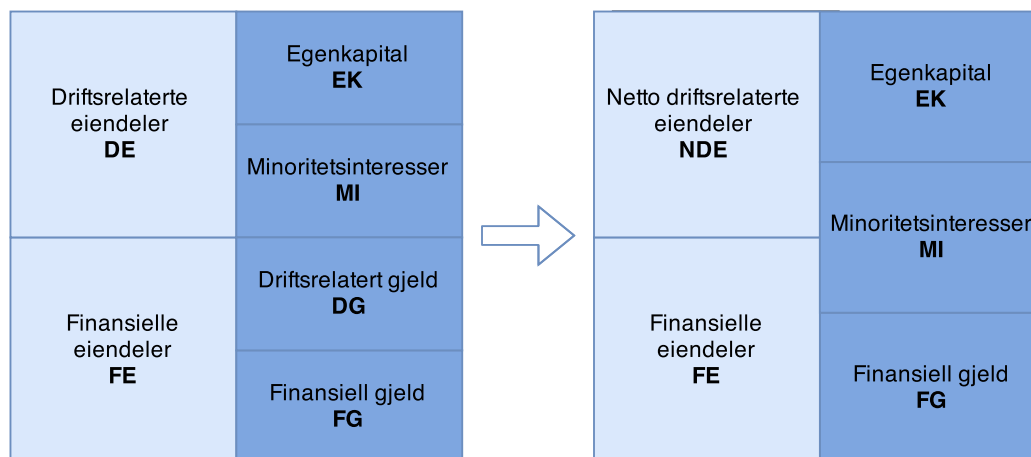 Driftsrelaterte
eiendeler
DE
Finansielle
eiendeler
FE
Egenkapital
EK
Minoritetsinteresser
MI
Driftsrelatert gjeld
DG
Finansiell gjeld
FG
Netto driftsrelaterte
eiendeler
NDE
Finansielle
eiendeler
FE
Egenkapital
EK
Minoritetsinteresser
MI
Finansiell gjeld
FG